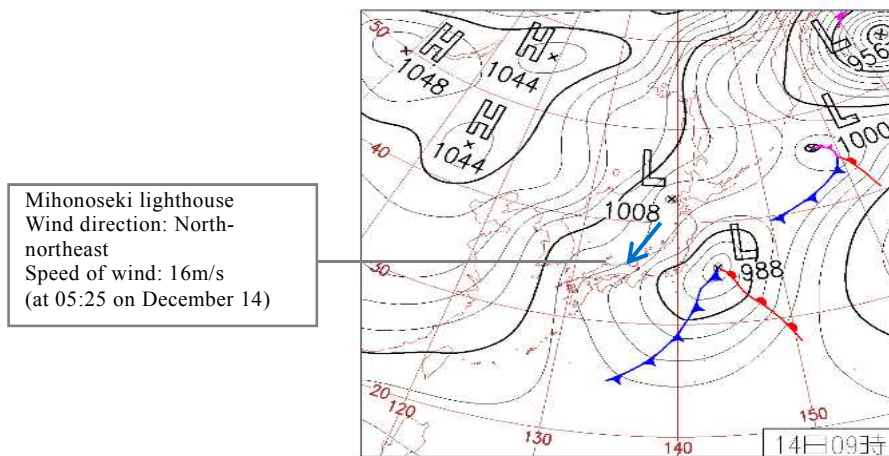 Mihonoseki lighthouse
Wind direction: North-
northeast
Speed of wind: 16m/s
(at 05:25 on December 14)
50
H
1048
H
1044
H
1044
L
956
L
1000
40
L
1008
L
988
30
20
120
130
140
150
14日09時